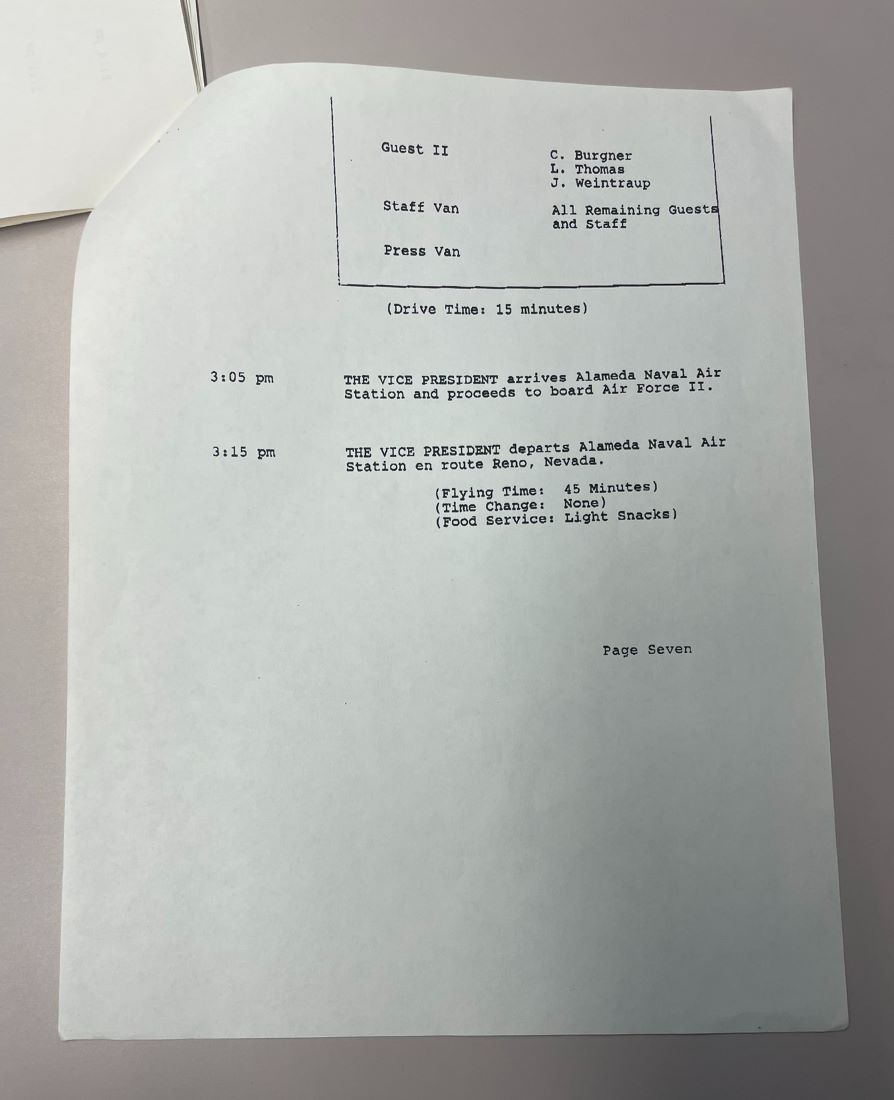 Guest II C. Burgner
L. Thomas
J. Weintraup
Staff Van All Remaining Guests
and Staff
Press Van
(Drive Time: 15 minutes)
3:05 pm THE VICE PRESIDENT arrives Alameda Naval Air
Station and proceeds to board Air Force II.
3:15 pm THE VICE PRESIDENT departs Alameda Naval Air
Station en route Reno, Nevada.
(Flying Time: 45 Minutes)
(Time Change: None)
(Food Service: Light Snacks)
Page Seven